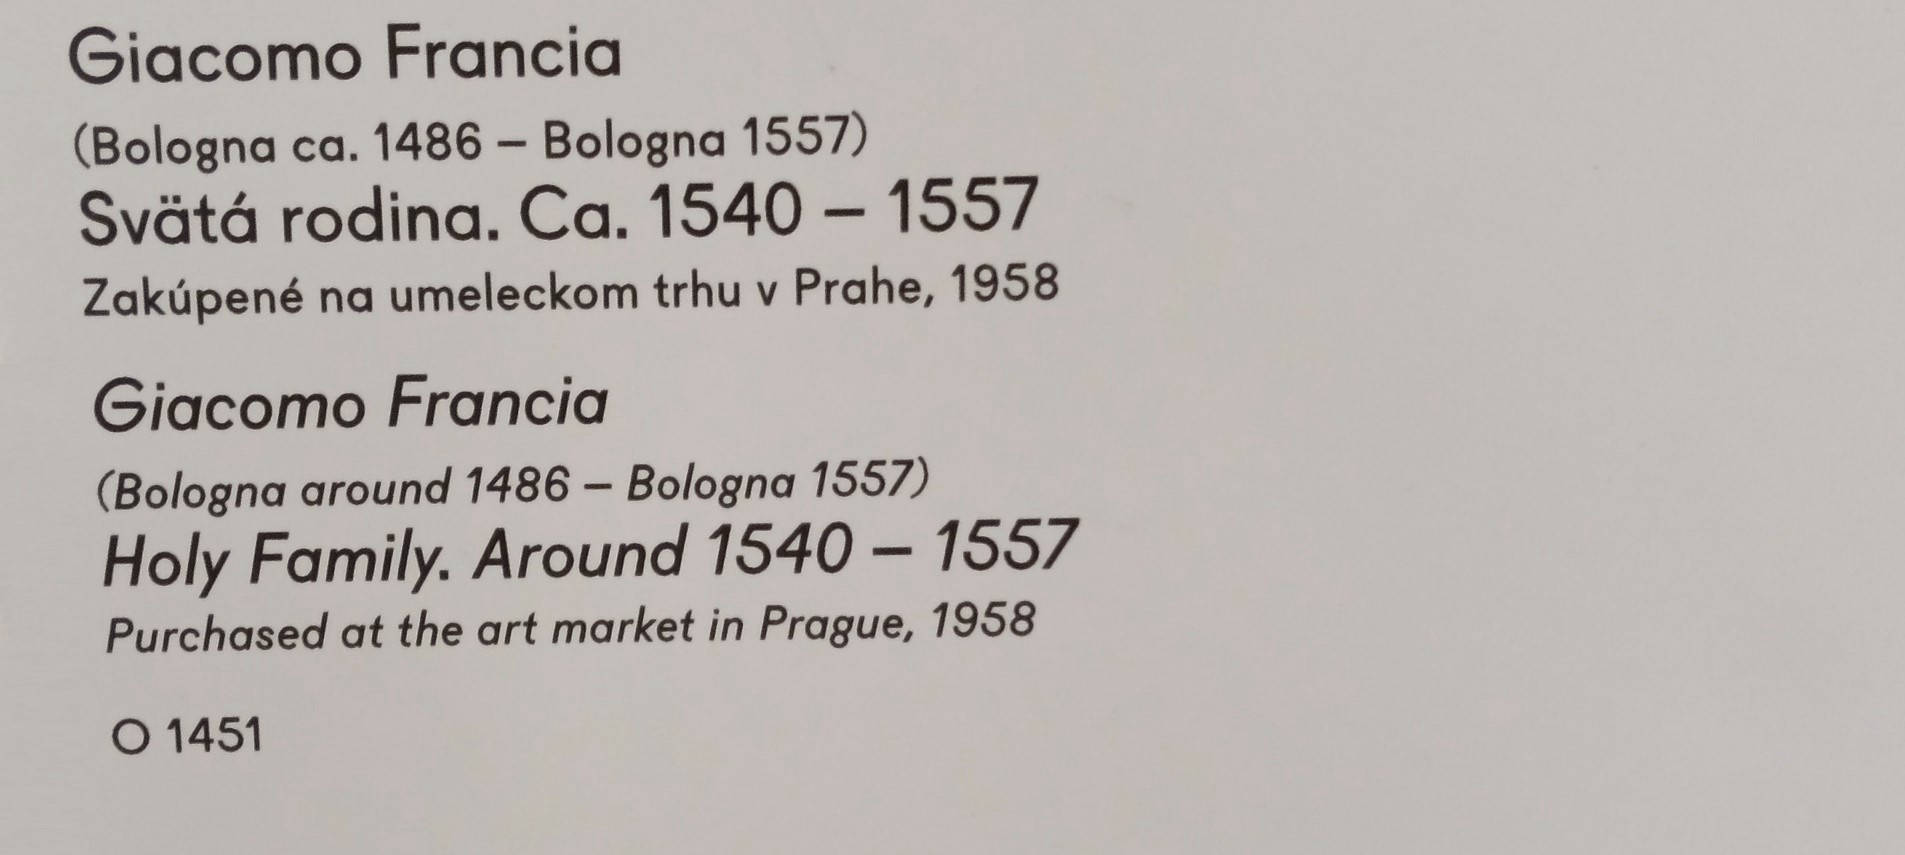 Giacomo Francia
(Bologna ca. 1486 – Bologna 1557)
Svätá rodina. Ca. 1540 – 1557
Zakúpené na umeleckom trhu v Prahe, 1958
Giacomo Francia
(Bologna around 1486 – Bologna 1557)
Holy Family. Around 1540 – 1557
Purchased at the art market in Prague, 1958
O 1451